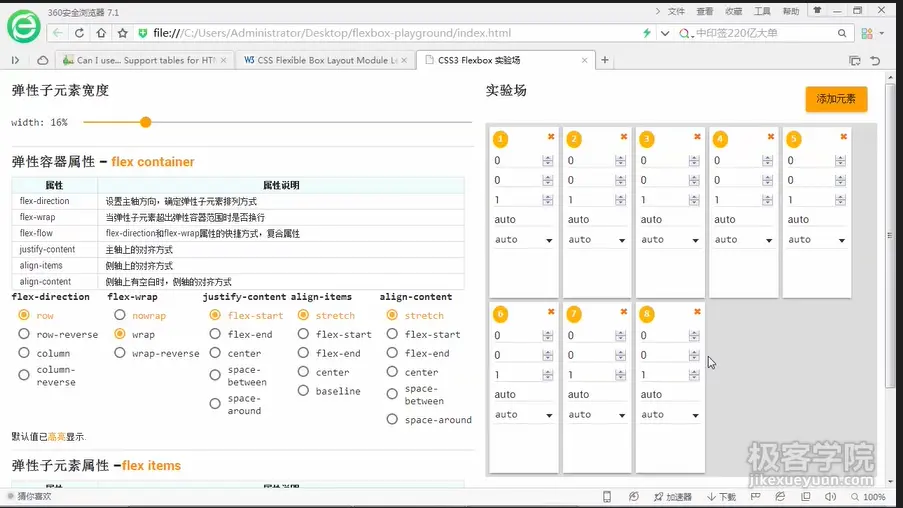 360安全浏览器 7.1
文件 查看 收藏 工具 帮助
file:///C:/Users/Administrator/Desktop/flexbox-playground/index.html
中印签220亿大单
Can I use... Support tables for HT
W3 CSS Flexible Box Layout Module L
CSS3 Flexbox 实验场
弹性子元素宽度
实验场
添加元素
width: 16%
弹性容器属性 – flex container
属性 属性说明
flex-direction 设置主轴方向，确定弹性子元素排列方式
flex-wrap 当弹性子元素超出弹性容器范围时是否换行
flex-flow flex-direction和flex-wrap属性的快捷方式，复合属性
justify-content 主轴上的对齐方式
align-items 侧轴上的对齐方式
align-content 侧轴上有空白时，侧轴的对齐方式
flex-direction flex-wrap justify-content align-items align-content
row nowrap flex-start stretch stretch
row-reverse wrap flex-end flex-start flex-start
column wrap-reverse center flex-end flex-end
column-reverse space-between center center
space-around baseline space-between
space-around
默认值已高亮显示.
弹性子元素属性 –flex items
属性 属性说明
1 2 3 4 5
0 0 0 0 0
0 0 0 0 0
1 1 1 1 1
auto auto auto auto auto
auto auto auto auto auto
6 7 8
0 0 0
0 0 0
1 1 1
auto auto auto
auto auto auto
极客学院
jikexueyuan.com
猜你喜欢
加速器 下载 100%